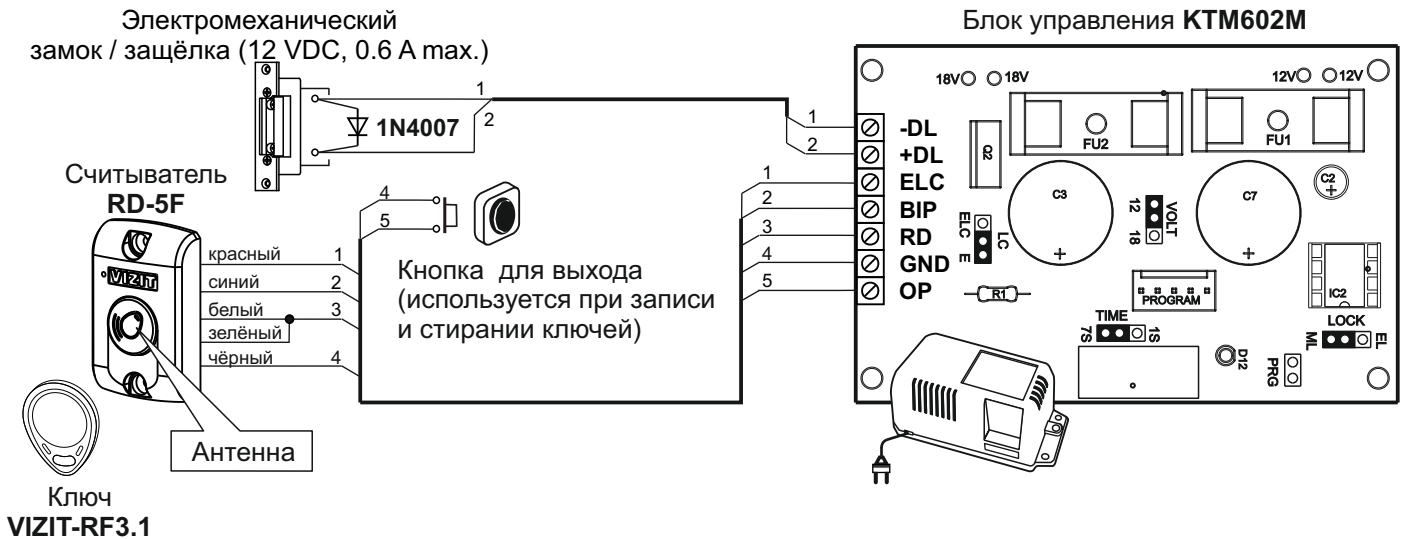 Электромеханический
замок / защёлка (12 VDC, 0.6 A max.)
1
2
1N4007
Считыватель
RD-5F
VIZIT
красный 1
синий 2
белый 3
зелёный
чёрный 4
4
5
Кнопка для выхода
(используется при записи
и стирании ключей)
Антенна
Ключ
VIZIT-RF3.1
Блок управления KTM602M
1 -DL
2 +DL
1 ELC
2 BIP
3 RD
4 GND
5 OP
18V 18V
12V 12V
FU2
FU1
Q2
C3
C7
C2
+
+
+
ELC
LC
E
12
VOLT
18
R1
PROGRAM
IC2
TIME
7S
1S
LOCK
ML
EL
D12
PRG